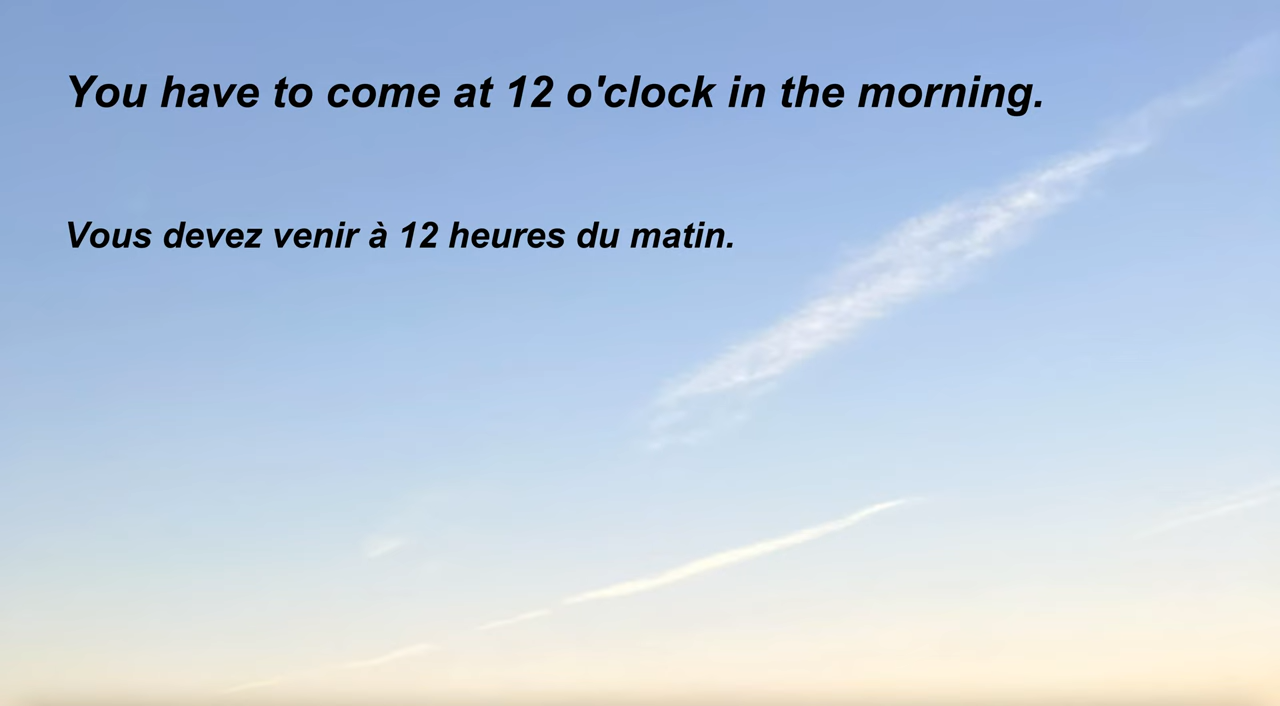 You have to come at 12 o'clock in the morning.
Vous devez venir à 12 heures du matin.